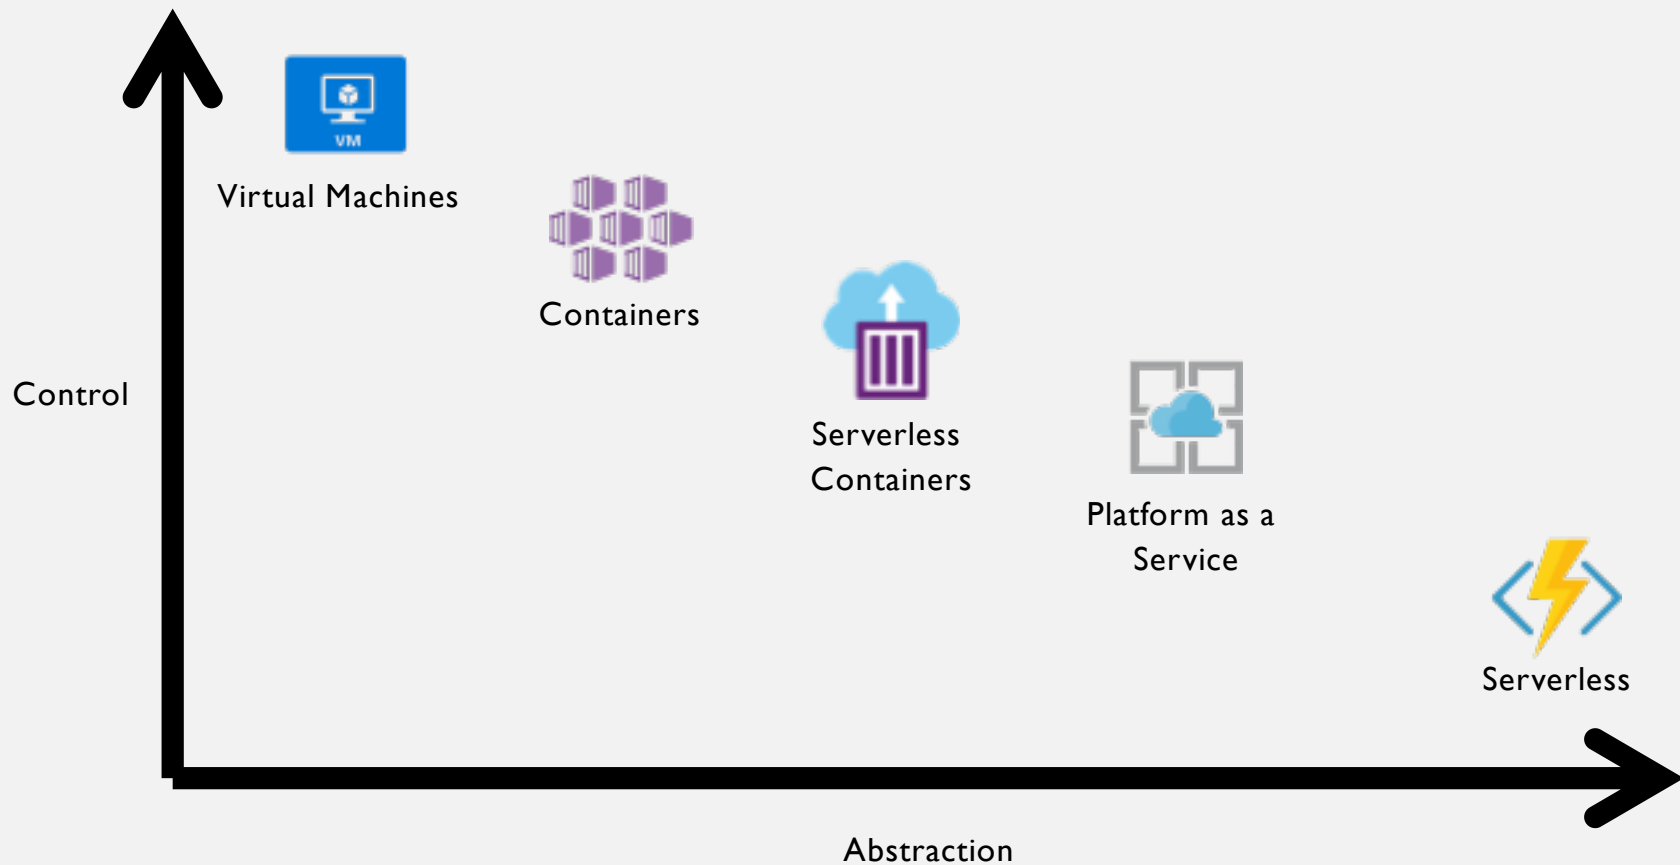 VM
Virtual Machines
Containers
Control
Serverless
Containers
Platform as a
Service
Serverless
Abstraction